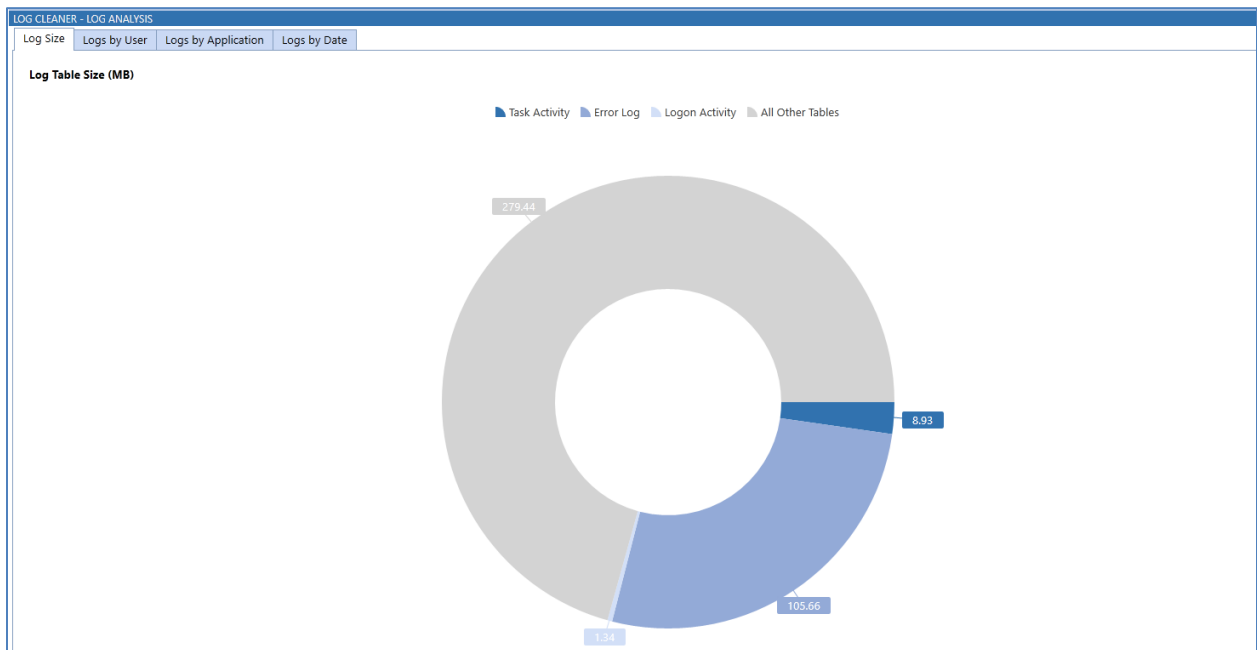 LOG CLEANER - LOG ANALYSIS
Log Size Logs by User Logs by Application Logs by Date
Log Table Size (MB)
Task Activity Error Log Logon Activity All Other Tables
279.44
8.93
105.66
1.34